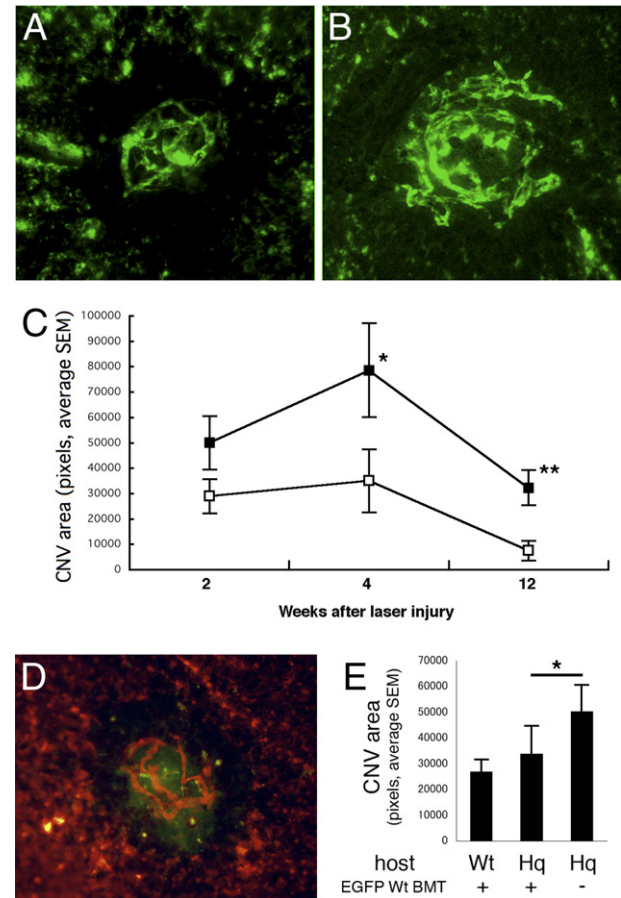 A
B
C
CNV area (pixels, average SEM)
100000
90000
80000
70000
60000
50000
40000
30000
20000
10000
0
*
**
2 4 12
Weeks after laser injury
D
E
CNV area
(pixels, average SEM)
70000
60000
50000
40000
30000
20000
10000
0
*
host Wt Hq Hq
EGFP Wt BMT + + -